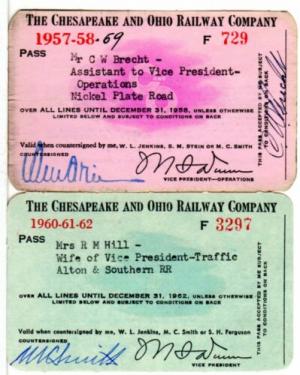 THE CHESAPEAKE AND OHIO RAILWAY COMPANY
1957-58-59 F 729
PASS
Mr C W Brecht -
Assistant to Vice President-
Operations
Nickel Plate Road
OVER ALL LINES UNTIL DECEMBER 31, 1958, UNLESS OTHERWISE
LIMITED BELOW AND SUBJECT TO CONDITIONS ON BACK
Valid when countersigned by me, W. L. Jenkins, S. M. Stein or M. C. Smith
COUNTERSIGNED
VICE PRESIDENT—OPERATIONS
THIS PASS ACCEPTED BY ME SUBJECT
TO CONDITIONS ON BACK
THE CHESAPEAKE AND OHIO RAILWAY COMPANY
1960-61-62 F 3297
PASS
Mrs R M Hill -
Wife of Vice President-Traffic
Alton & Southern RR
OVER ALL LINES UNTIL DECEMBER 31, 1962, UNLESS OTHERWISE
LIMITED BELOW AND SUBJECT TO CONDITIONS ON BACK
Valid when countersigned by me, W. L. Jenkins, M. C. Smith or S. H. Ferguson
COUNTERSIGNED
M C Smith
VICE PRESIDENT
THIS PASS ACCEPTED BY ME SUBJECT
TO CONDITIONS ON BACK